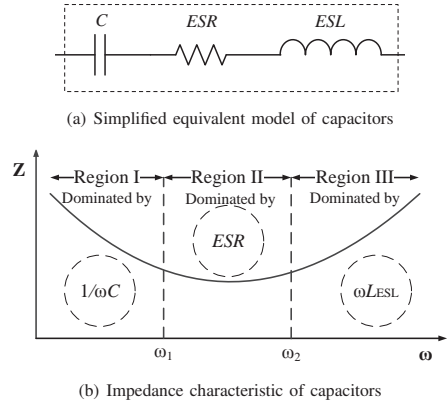 C ESR ESL
(a) Simplified equivalent model of capacitors
Z
Region I Region II Region III
Dominated by Dominated by Dominated by
ESR
1/ωC ωLESL
ω1 ω2 ω
(b) Impedance characteristic of capacitors